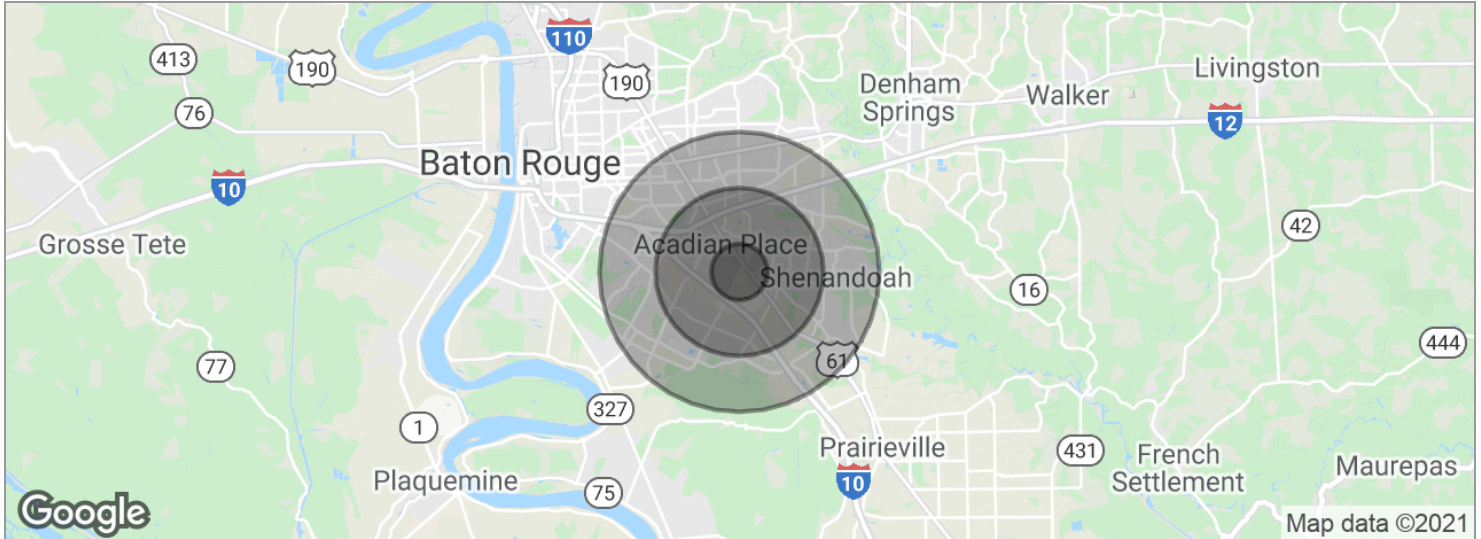 110
413
190
190
Livingston
Denham
Springs
Walker
76
12
Baton Rouge
10
42
Grosse Tete
Acadian Place
Shenandoah
16
444
77
61
327
1
Prairieville
431
French
Settlement
Maurepas
Plaquemine
10
75
Google
Map data ©2021